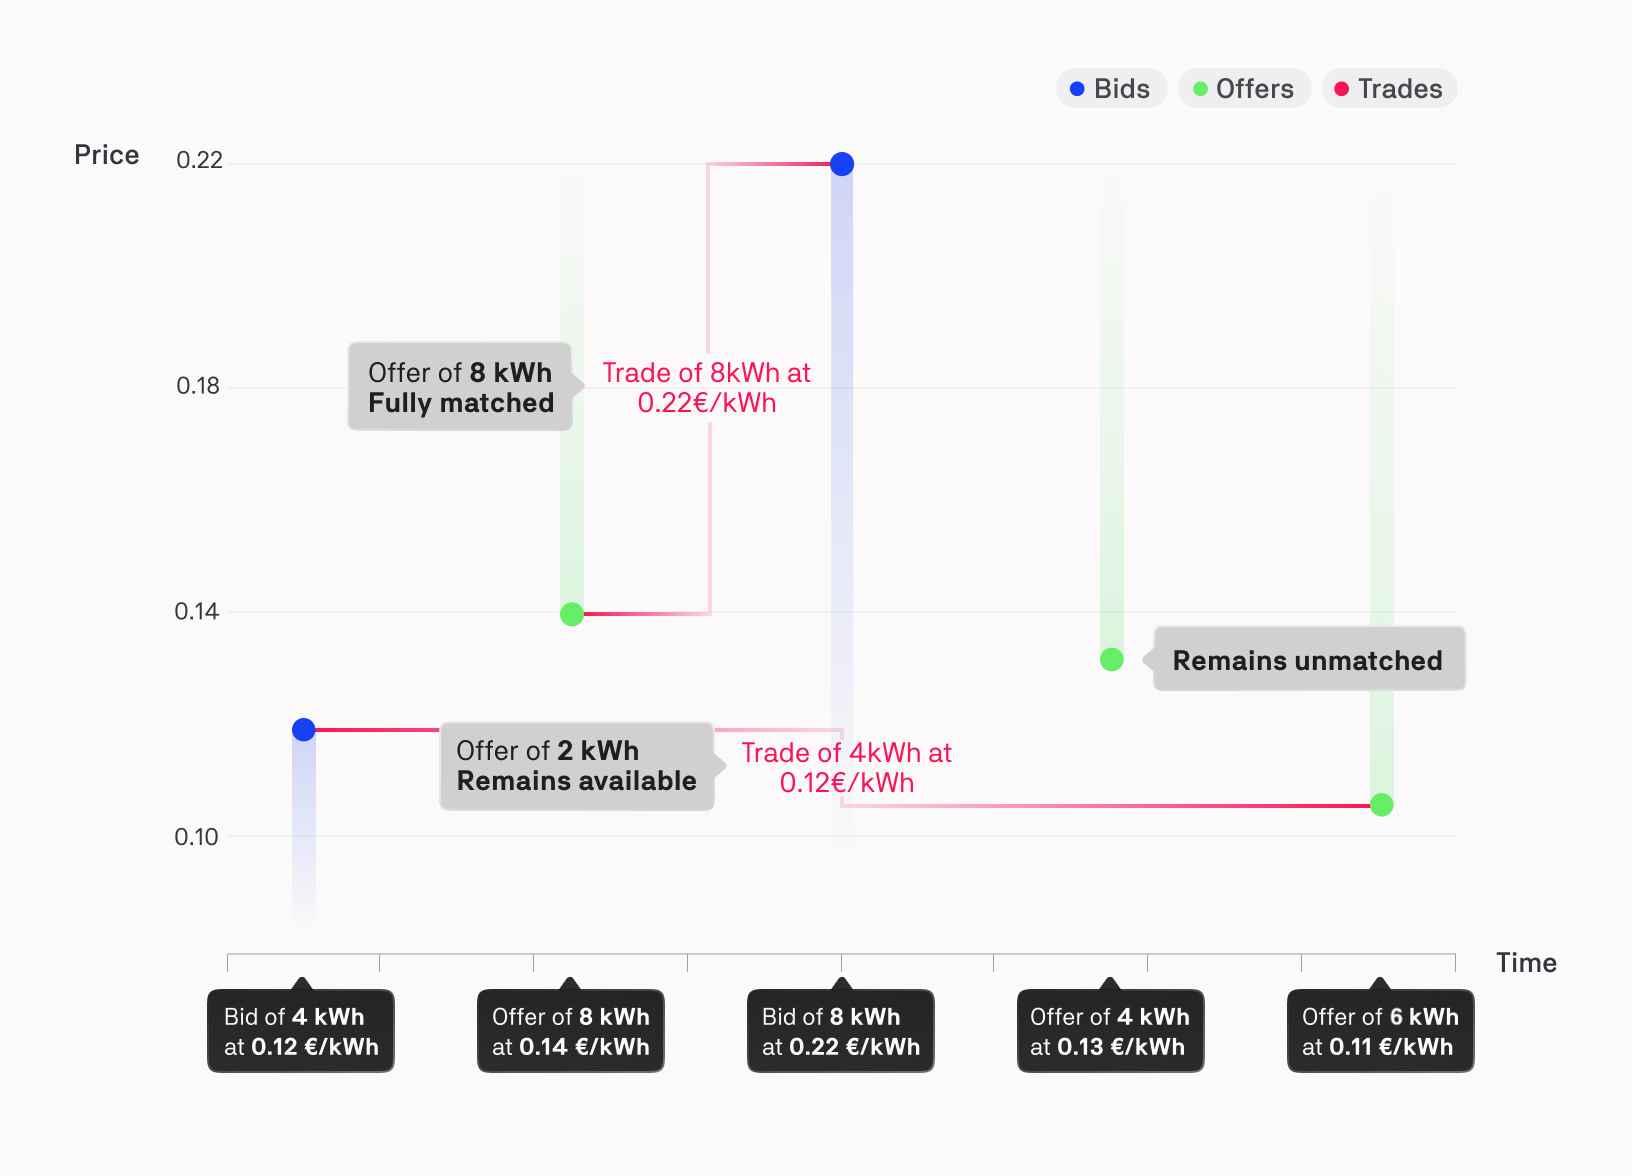 Bids
Offers
Trades
Price
0.22
0.18
0.14
0.10
Offer of 8 kWh
Fully matched
Trade of 8kWh at
0.22€/kWh
Remains unmatched
Offer of 2 kWh
Remains available
Trade of 4kWh at
0.12€/kWh
Time
Bid of 4 kWh
at 0.12 €/kWh
Offer of 8 kWh
at 0.14 €/kWh
Bid of 8 kWh
at 0.22 €/kWh
Offer of 4 kWh
at 0.13 €/kWh
Offer of 6 kWh
at 0.11 €/kWh